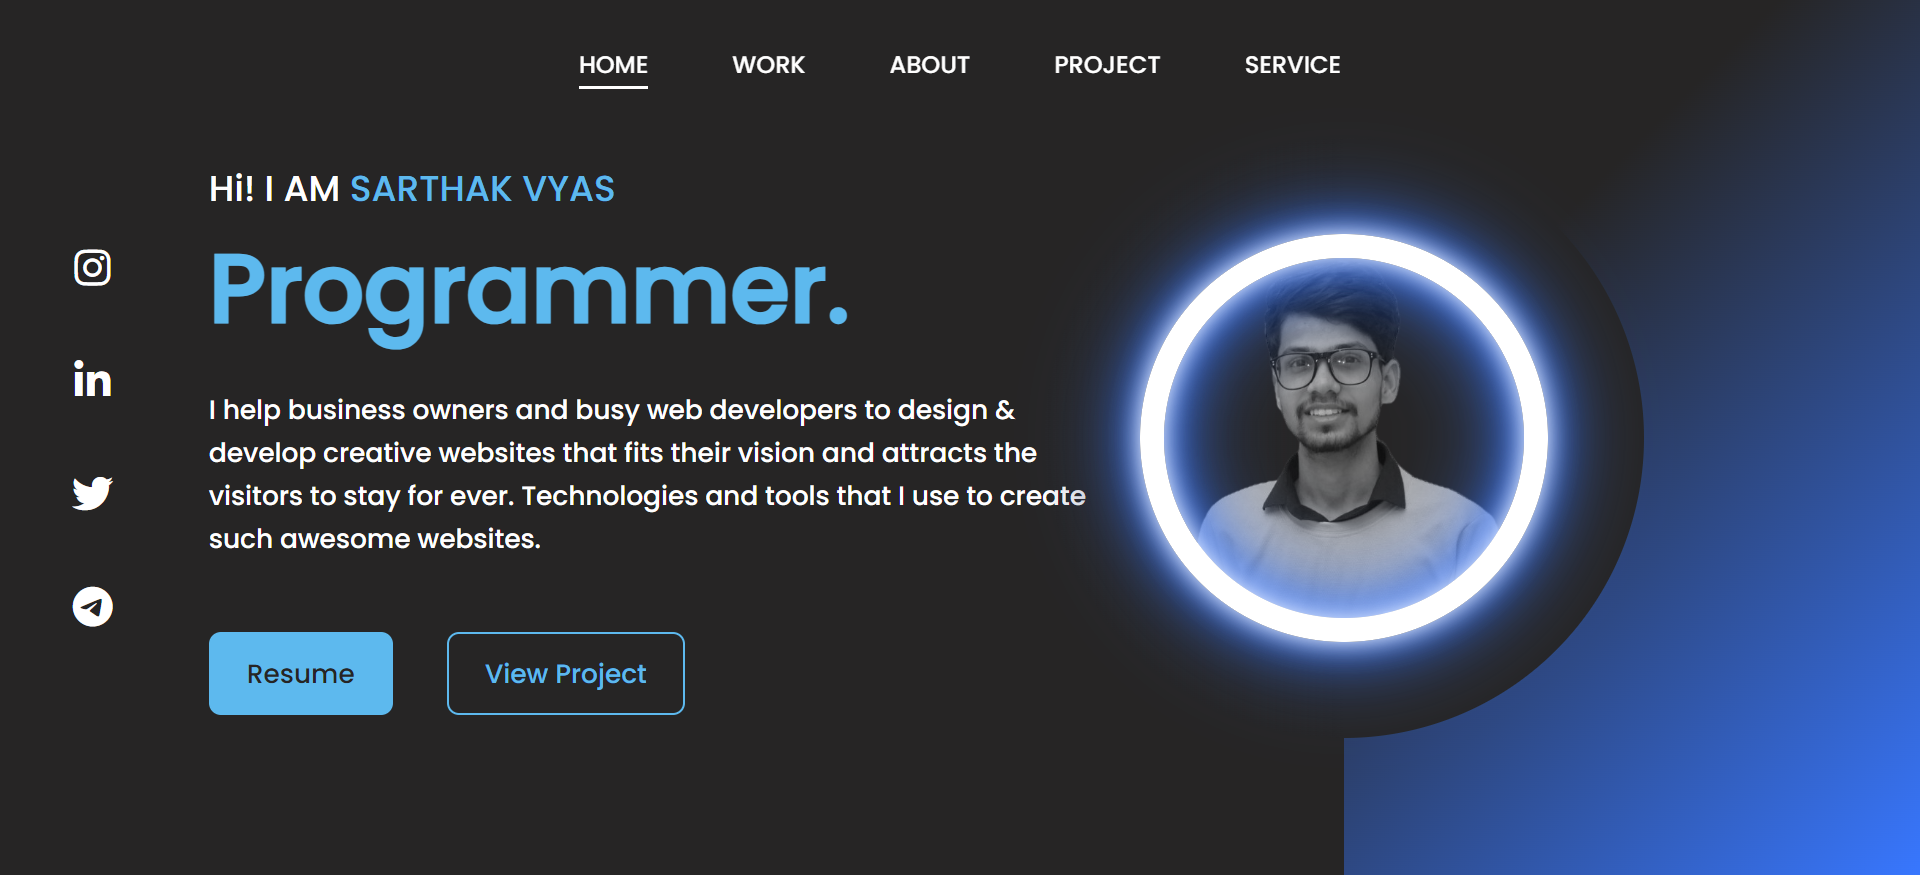 HOME WORK ABOUT PROJECT SERVICE
Hi! I AM SARTHAK VYAS
Programmer.
I help business owners and busy web developers to design &
develop creative websites that fits their vision and attracts the
visitors to stay for ever. Technologies and tools that I use to create
such awesome websites.
Resume View Project